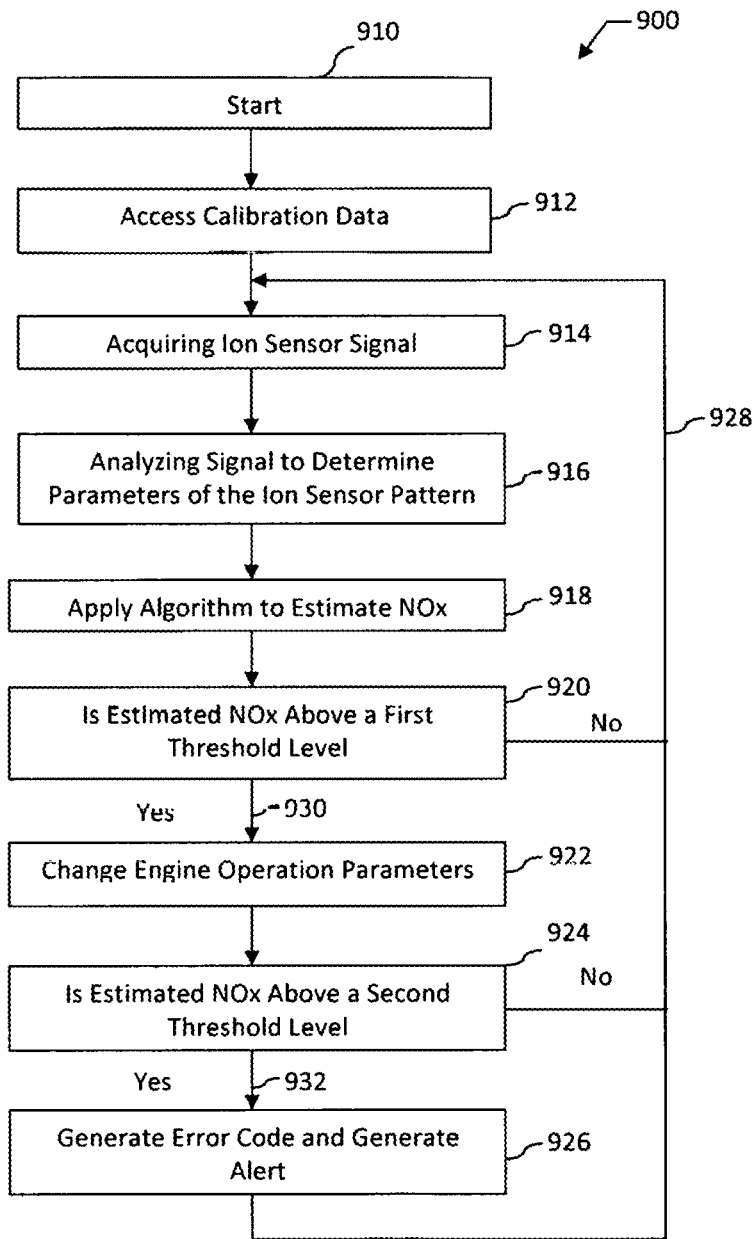 900
910
Start
Access Calibration Data
912
Acquiring Ion Sensor Signal
914
928
Analyzing Signal to Determine
Parameters of the Ion Sensor Pattern
916
Apply Algorithm to Estimate NOx
918
920
Is Estimated NOx Above a First
Threshold Level
No
Yes
930
Change Engine Operation Parameters
922
924
Is Estimated NOx Above a Second
Threshold Level
No
Yes
932
Generate Error Code and Generate
Alert
926